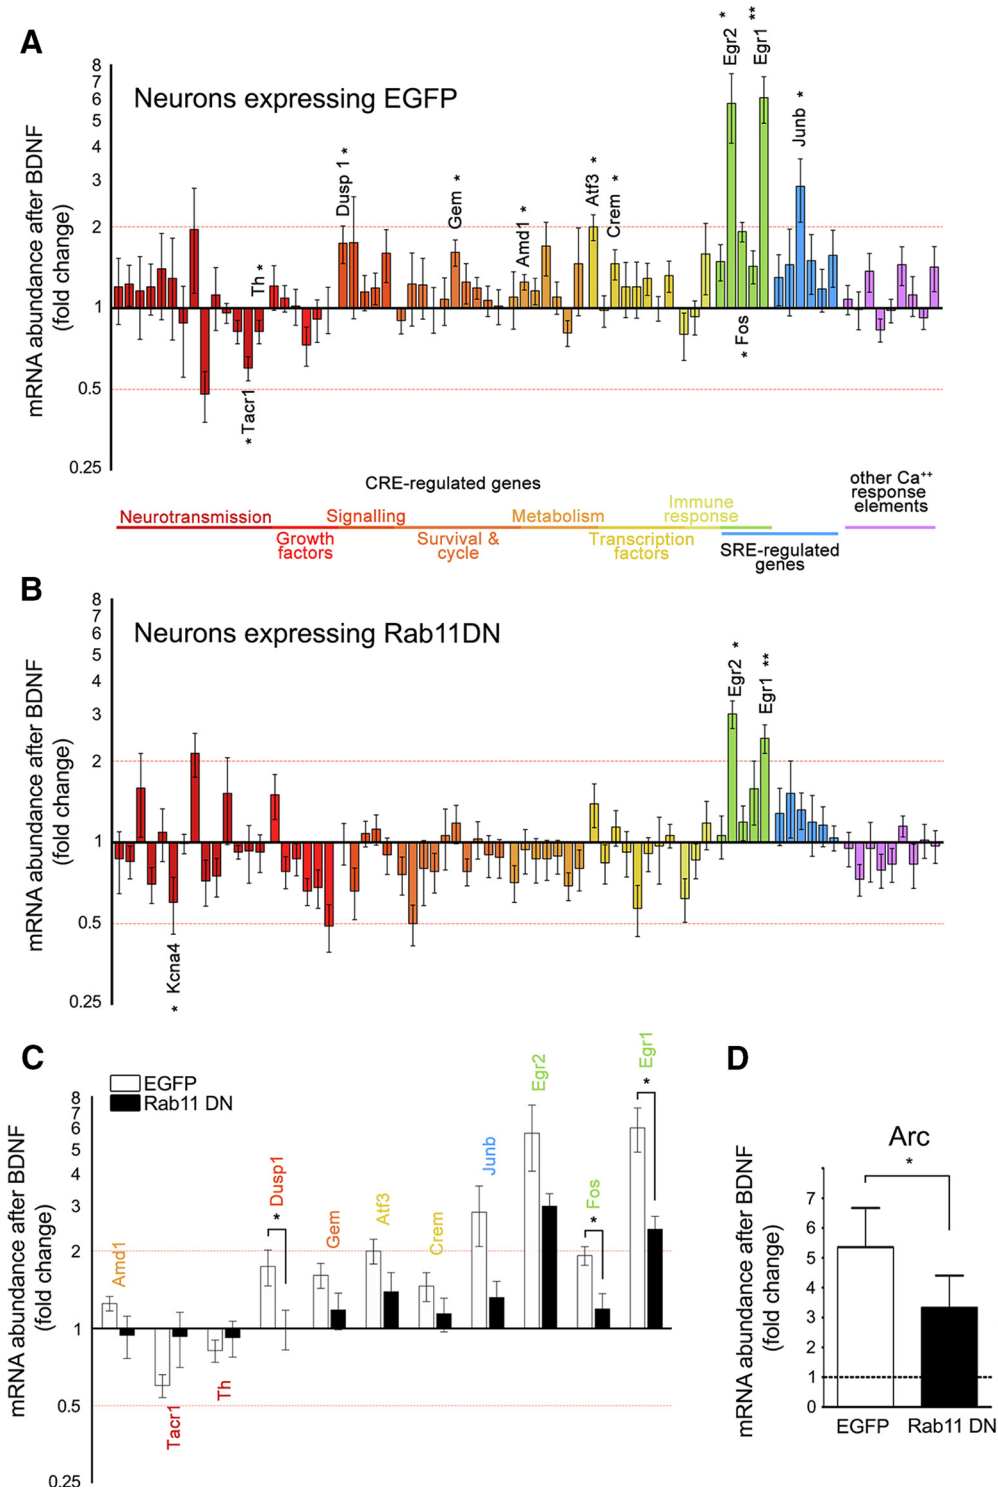 A
Neurons expressing EGFP
mRNA abundance after BDNF
(fold change)
8
7
6
5
4
3
2
1
0.5
0.25
* Tacr1
Th *
Dusp 1 *
Gem *
Amd1 *
Atf3 *
Crem *
Egr2 *
* Fos
Egr1 **
Junb *
CRE-regulated genes
Neurotransmission
Growth
factors
Signalling
Survival &
cycle
Metabolism
Transcription
factors
Immune
response
SRE-regulated
genes
other Ca++
response
elements
B
Neurons expressing Rab11DN
mRNA abundance after BDNF
(fold change)
8
7
6
5
4
3
2
1
0.5
0.25
* Kcna4
Egr2 *
Egr1 **
C
EGFP
Rab11 DN
mRNA abundance after BDNF
(fold change)
8
7
6
5
4
3
2
1
0.5
0.25
Amd1
Tacr1
Th
* Dusp1
Gem
Atf3
Crem
Junb
Egr2
* Fos
* Egr1
D
Arc
*
mRNA abundance after BDNF
(fold change)
7
6
5
4
3
2
1
0
EGFP
Rab11 DN